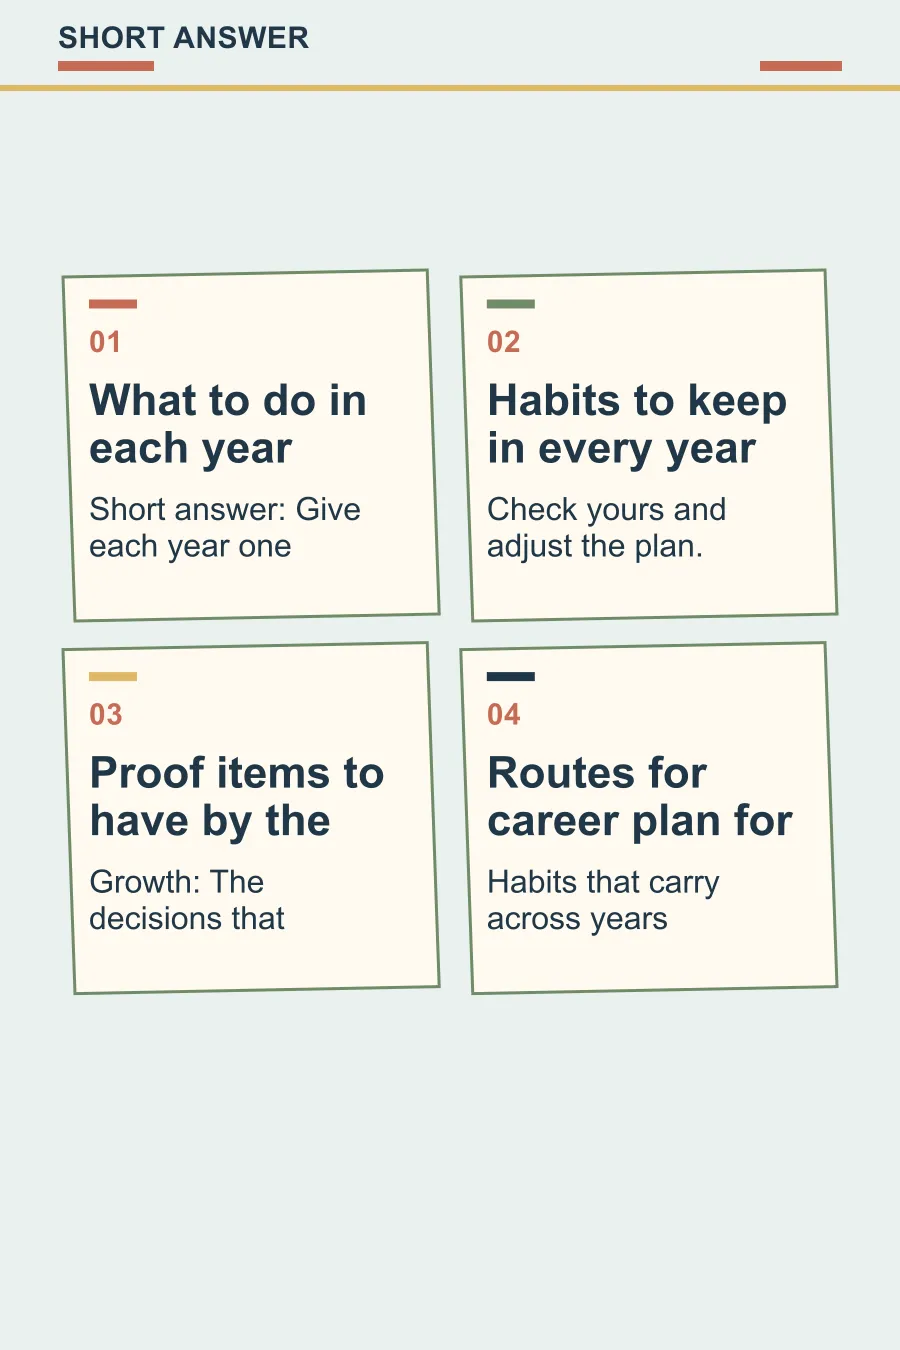 SHORT ANSWER
01
What to do in
each year
Short answer: Give
each year one
02
Habits to keep
in every year
Check yours and
adjust the plan.
03
Proof items to
have by the
Growth: The
decisions that
04
Routes for
career plan for
Habits that carry
across years